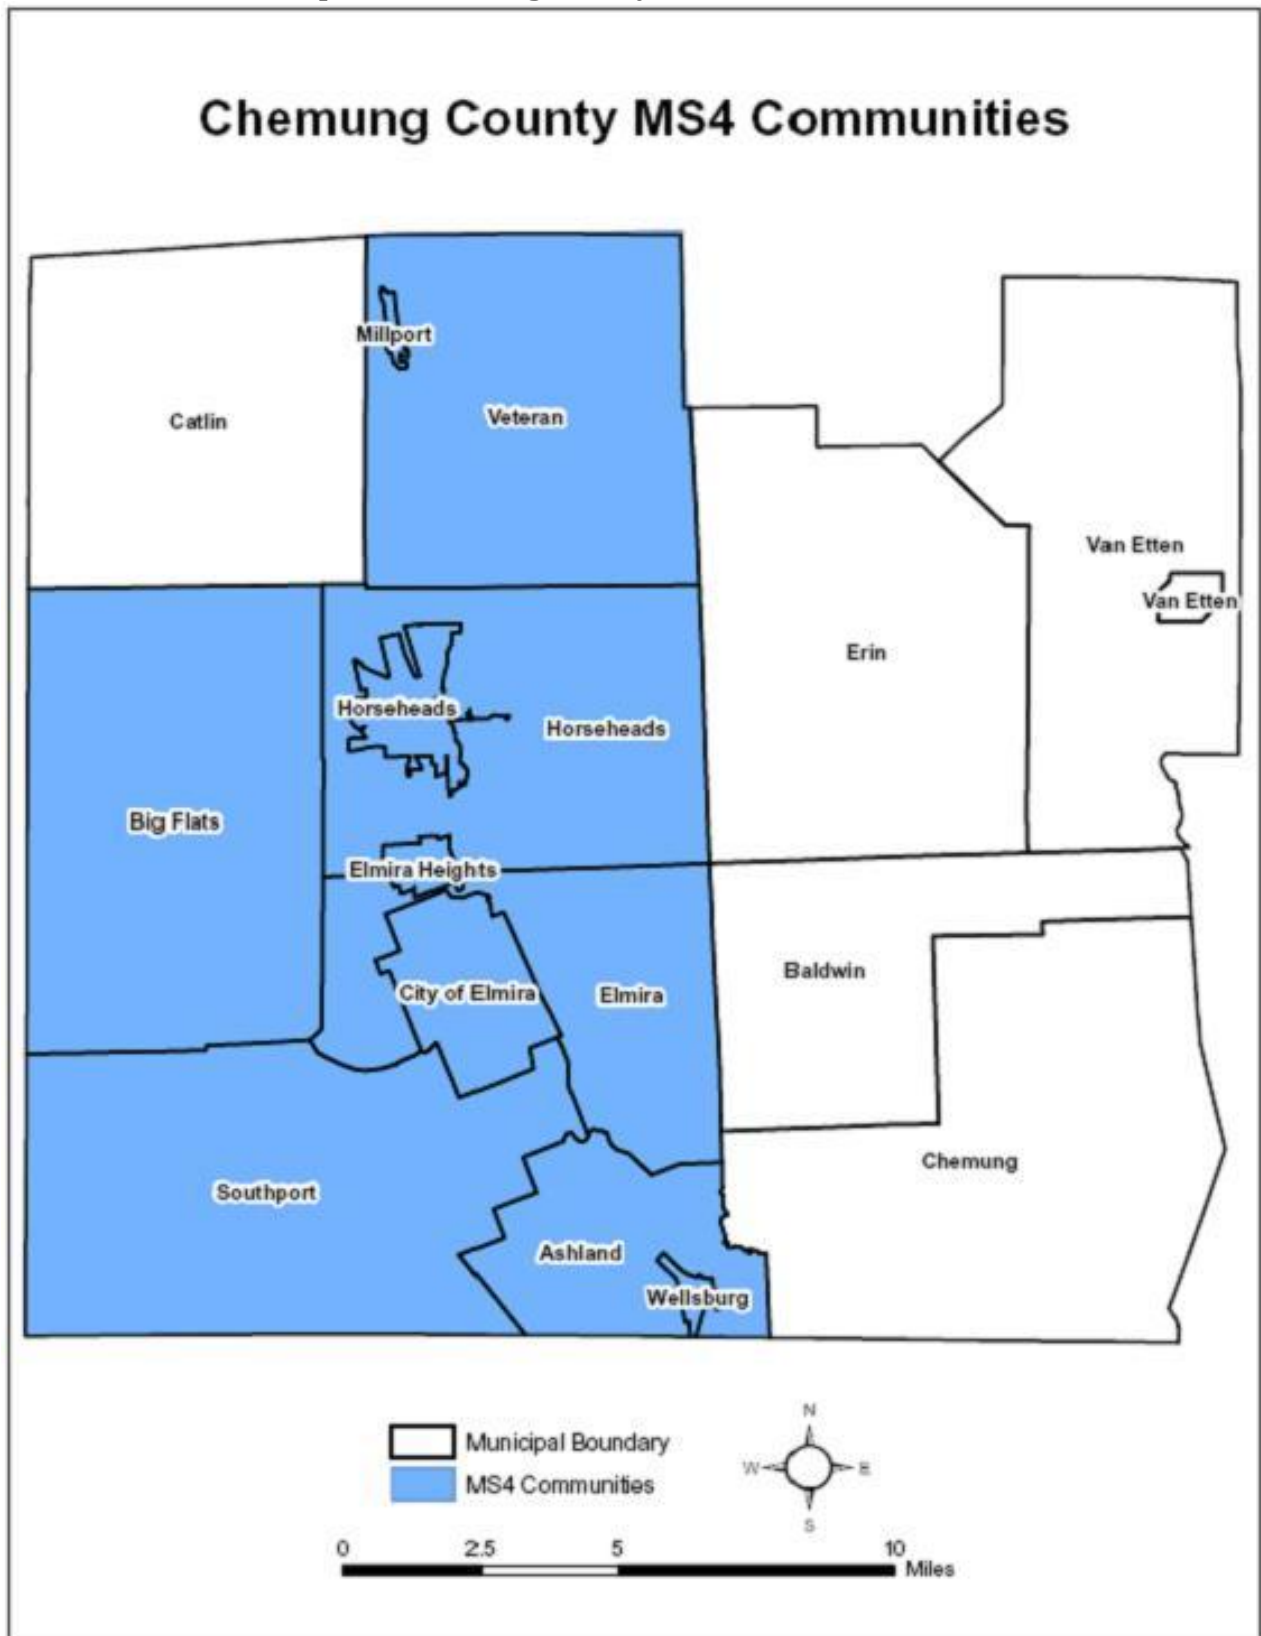 Chemung County MS4 Communities
Millport
Catlin
Veteran
Van Etten
Van Etten
Erin
Horseheads
Horseheads
Big Flats
Elmira Heights
Baldwin
City of Elmira
Elmira
Chemung
Southport
Ashland
Wellsburg
N
W E
S
Municipal Boundary
MS4 Communities
0 2.5 5 10
Miles